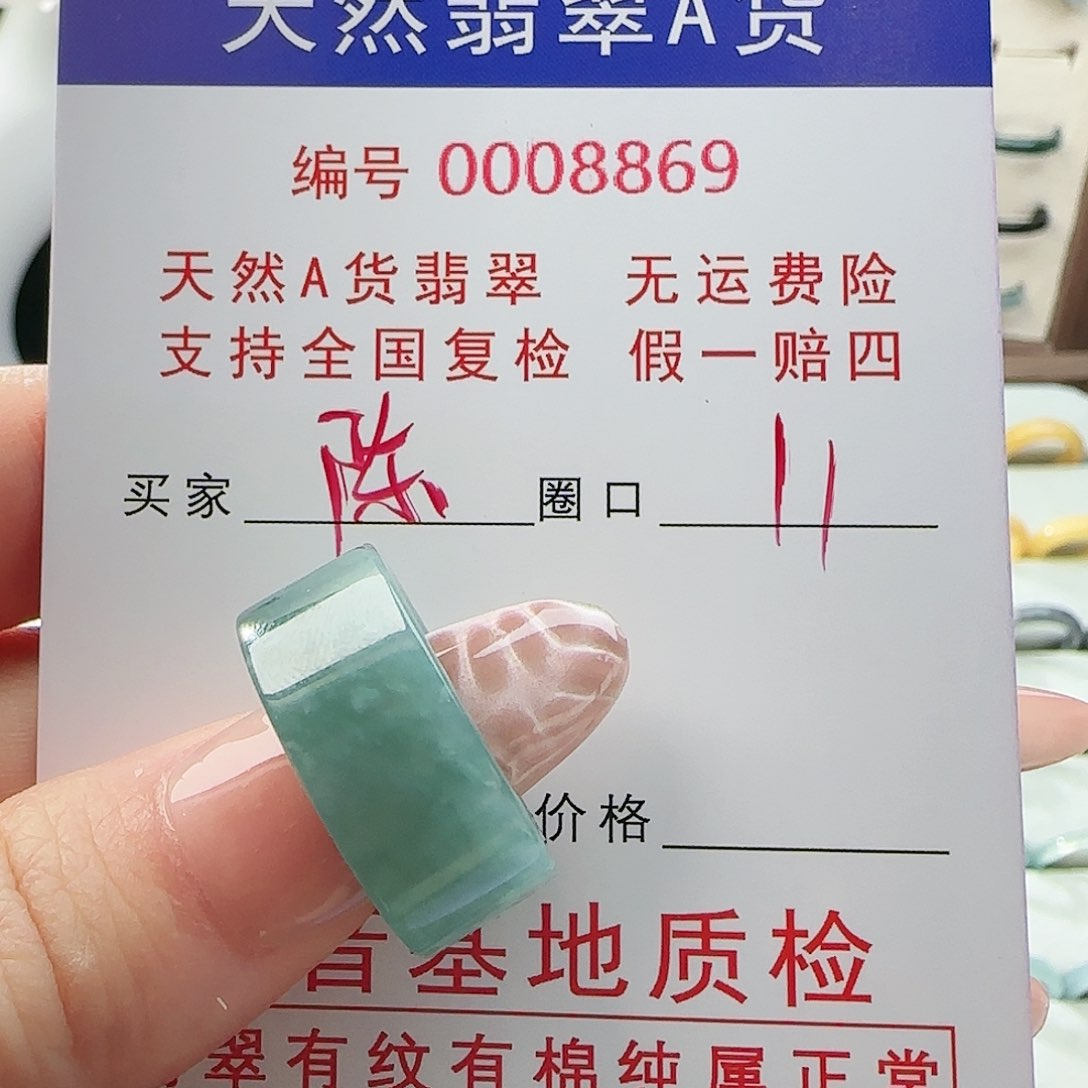 天然翡翠A货
编号 0008869
天然A货翡翠 无运费险
支持全国复检 假一赔四
买家 陈 圈口 11
价格
基地质检
翠有纹有棉纯属正常